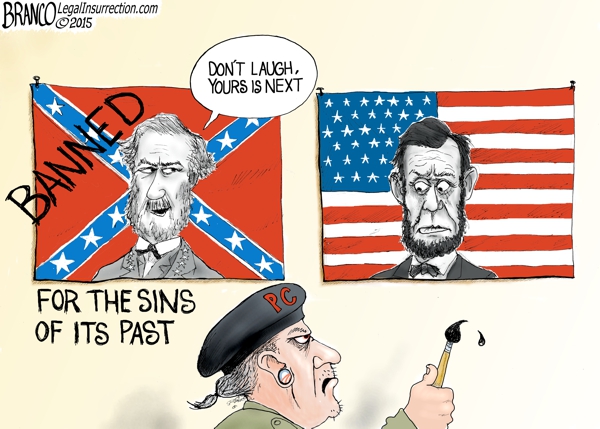 BRANCO LegalInsurrection.com
©2015
DON'T LAUGH,
YOURS IS NEXT
BANNED
FOR THE SINS
OF ITS PAST
PC